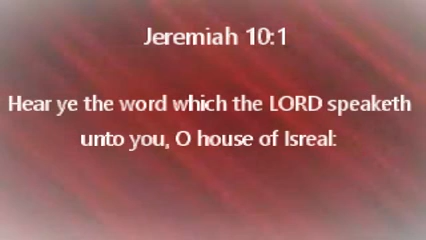 Jeremiah 10:1
Hear ye the word which the LORD speaketh
unto you, O house of Isreal: